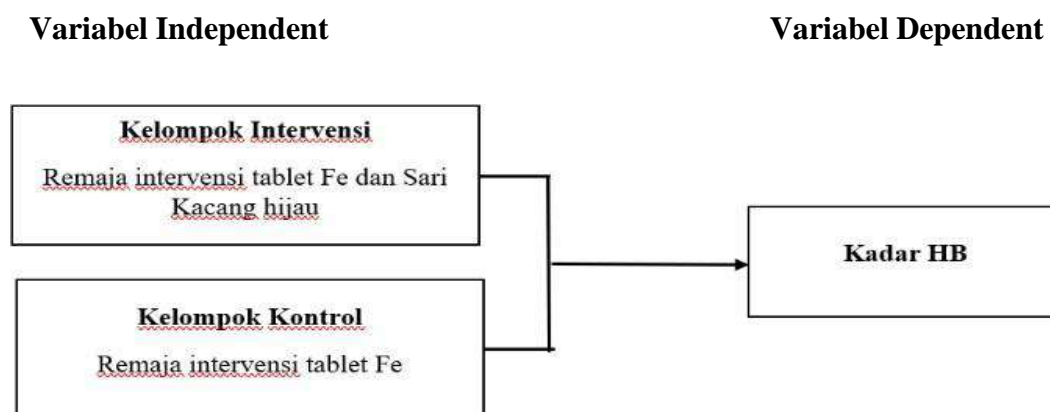 Variabel Independent
Variabel Dependent
Kelompok Intervensi
Remaja intervensi tablet Fe dan Sari
Kacang hijau
Kadar HB
Kelompok Kontrol
Remaja intervensi tablet Fe